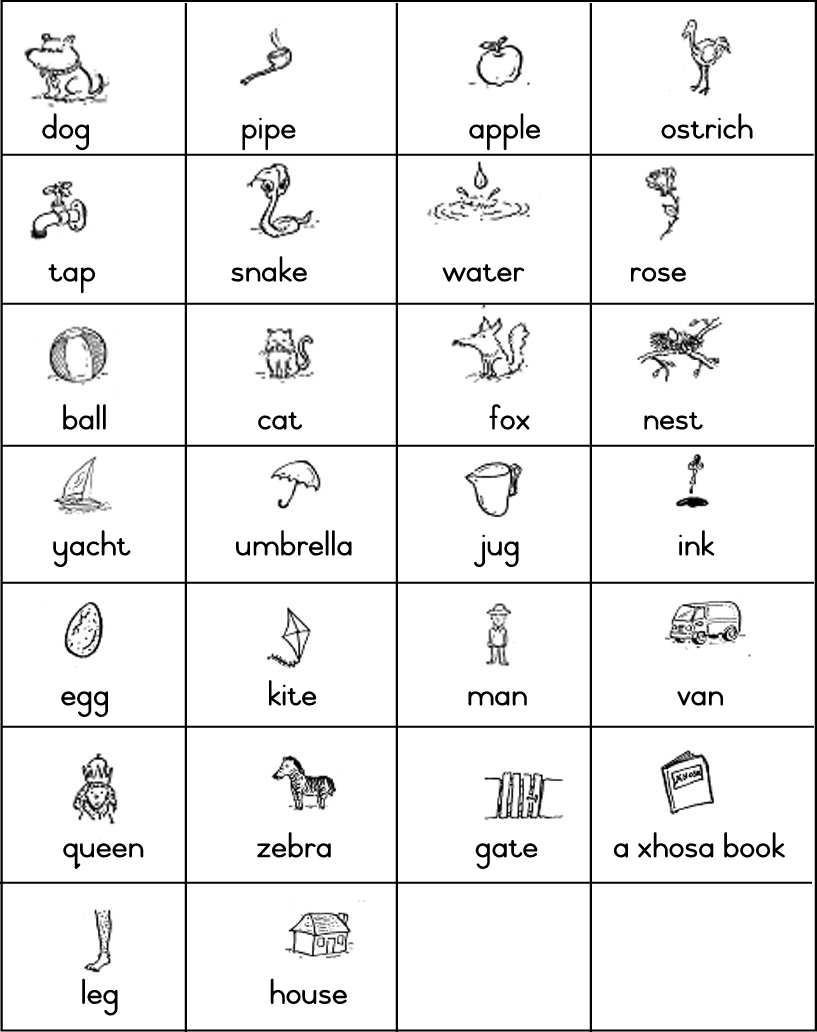 dog
pipe
apple
ostrich
tap
snake
water
rose
ball
cat
fox
nest
yacht
umbrella
jug
ink
egg
kite
man
van
queen
zebra
gate
XHOSA
a xhosa book
leg
house